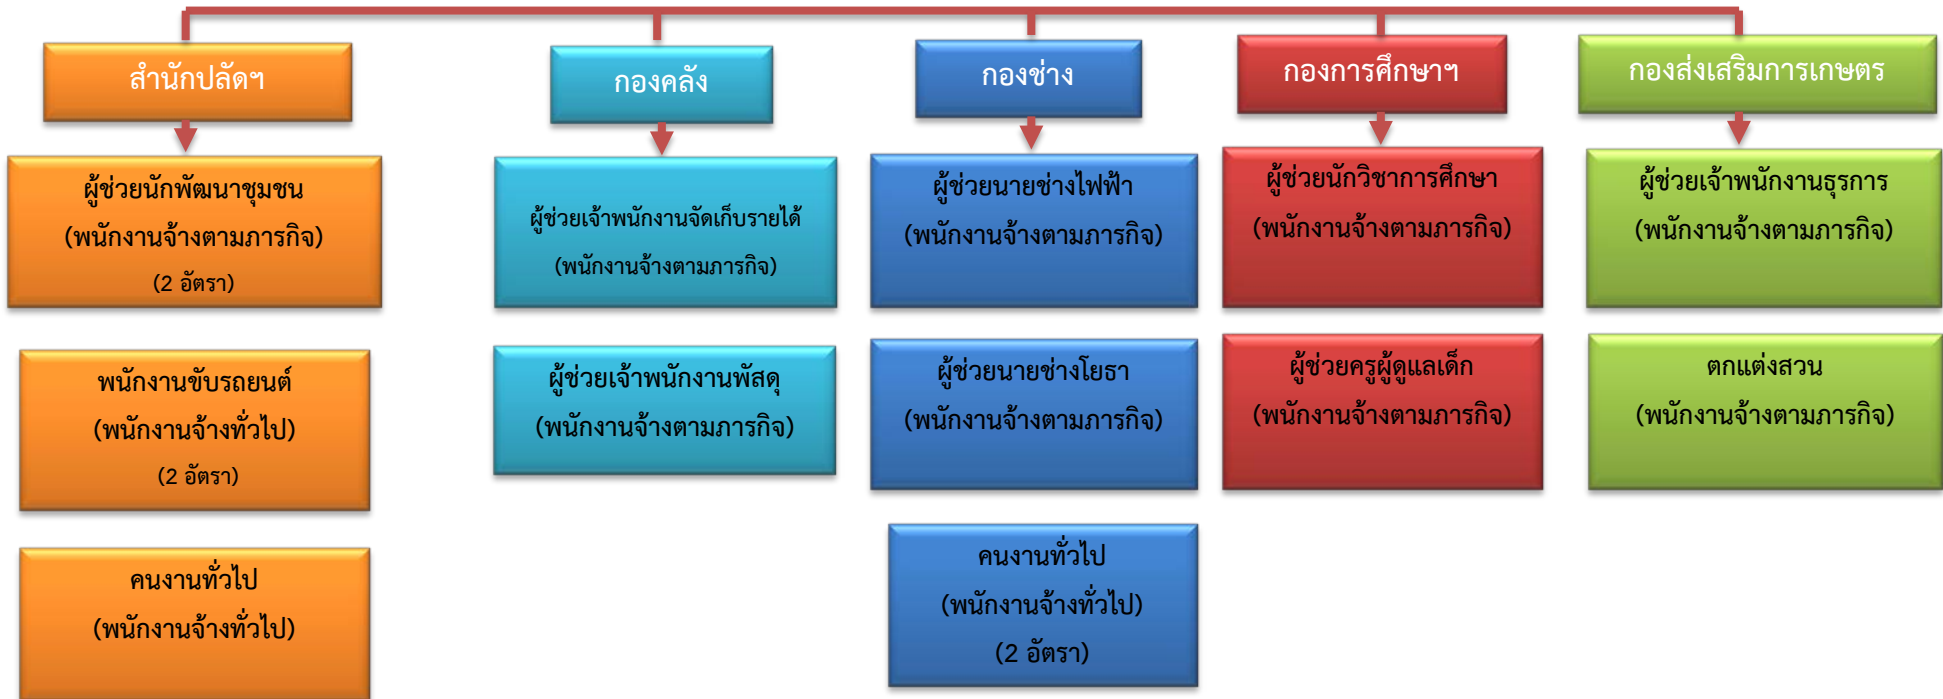 สำนักปลัดฯ
กองคลัง
กองช่าง
กองการศึกษาฯ
กองส่งเสริมการเกษตร
ผู้ช่วยนักพัฒนาชุมชน
(พนักงานจ้างตามภารกิจ)
(2 อัตรา)
ผู้ช่วยเจ้าพนักงานจัดเก็บรายได้
(พนักงานจ้างตามภารกิจ)
ผู้ช่วยนายช่างไฟฟ้า
(พนักงานจ้างตามภารกิจ)
ผู้ช่วยนักวิชาการศึกษา
(พนักงานจ้างตามภารกิจ)
ผู้ช่วยเจ้าพนักงานธุรการ
(พนักงานจ้างตามภารกิจ)
พนักงานขับรถยนต์
(พนักงานจ้างทั่วไป)
(2 อัตรา)
ผู้ช่วยเจ้าพนักงานพัสดุ
(พนักงานจ้างตามภารกิจ)
ผู้ช่วยนายช่างโยธา
(พนักงานจ้างตามภารกิจ)
ผู้ช่วยครูผู้ดูแลเด็ก
(พนักงานจ้างตามภารกิจ)
ตกแต่งสวน
(พนักงานจ้างตามภารกิจ)
คนงานทั่วไป
(พนักงานจ้างทั่วไป)
คนงานทั่วไป
(พนักงานจ้างทั่วไป)
(2 อัตรา)